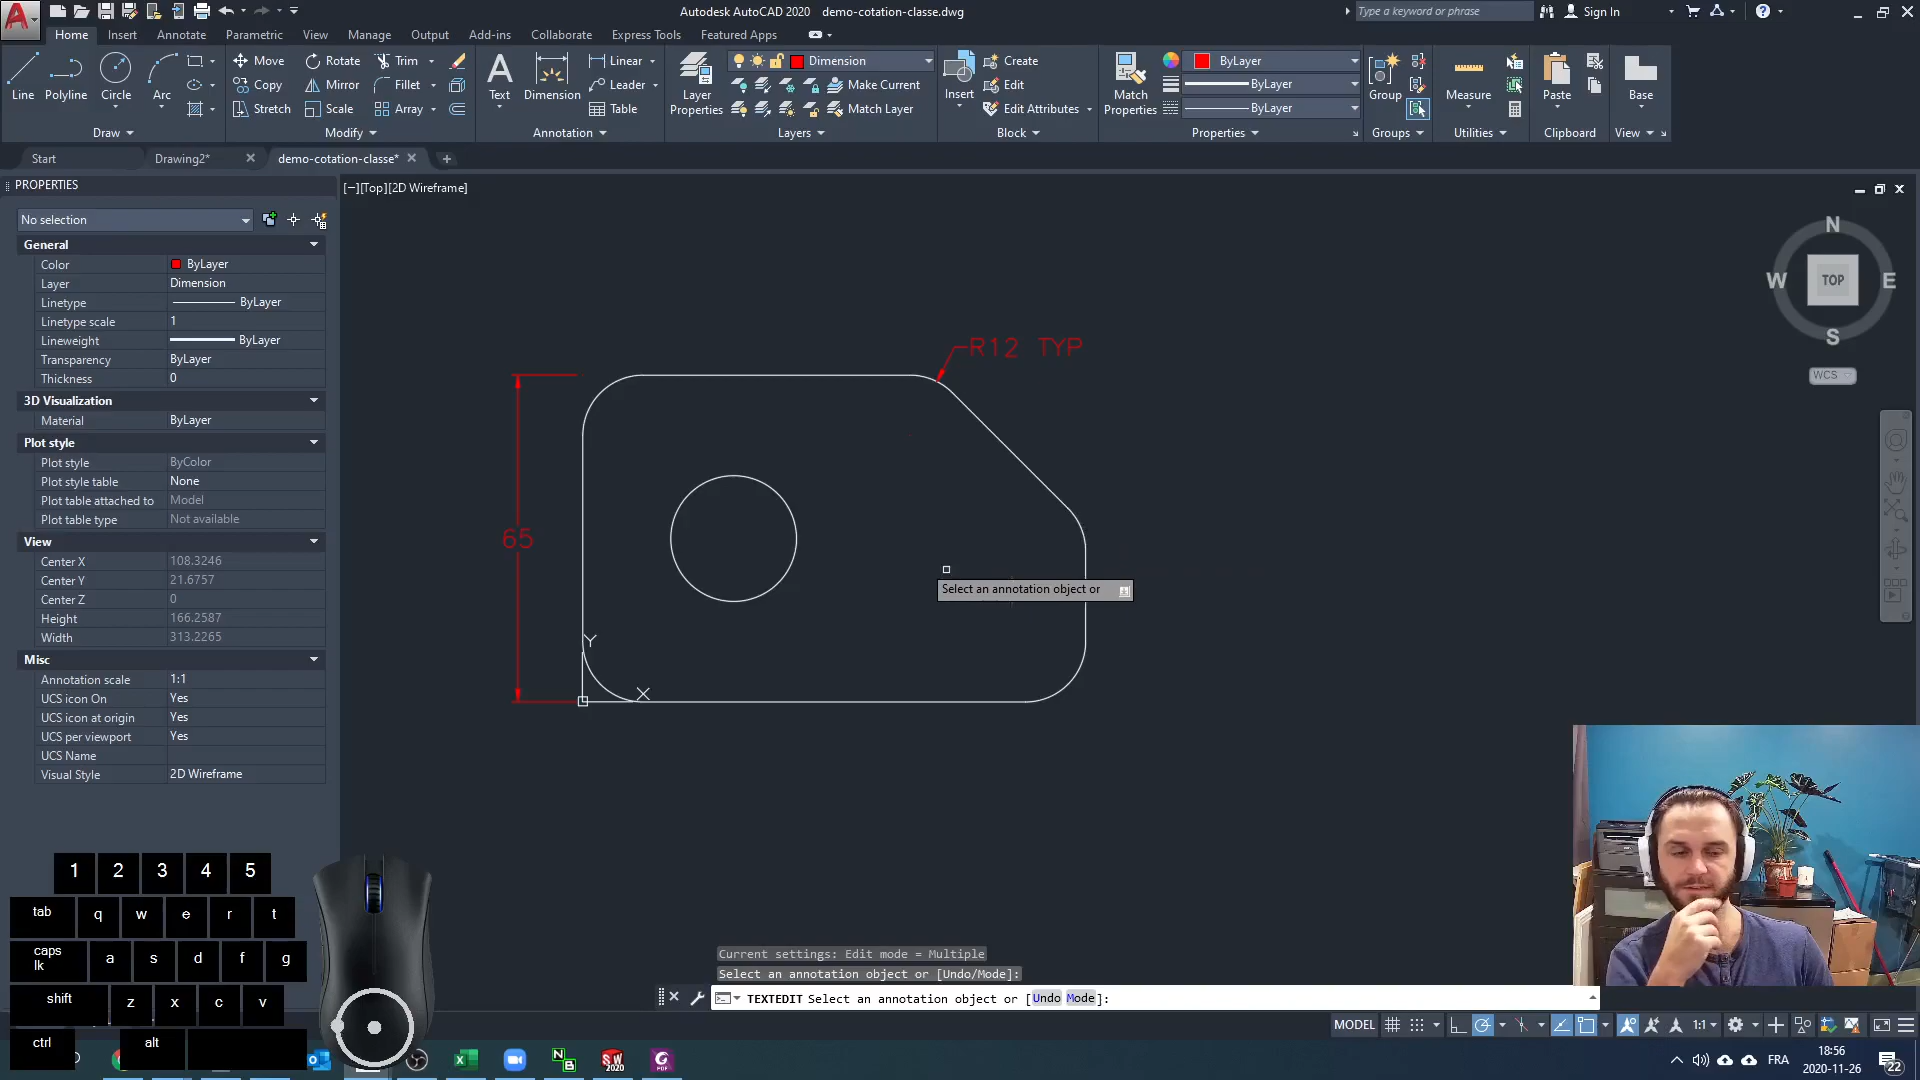 Autodesk AutoCAD 2020 demo-cotation-classe.dwg
Type a keyword or phrase
Sign In
Home Insert Annotate Parametric View Manage Output Add-ins Collaborate Express Tools Featured Apps
Line Polyline Circle Arc
Move Rotate Trim
Copy Mirror Fillet
Stretch Scale Array
Text Dimension
Linear
Leader
Table
Layer Properties
Dimension
Make Current
Match Layer
Insert
Create
Edit
Edit Attributes
Match Properties
ByLayer
ByLayer
ByLayer
Group
Measure
Paste
Base
Draw Modify Annotation Layers Block Properties Groups Utilities Clipboard View
Start Drawing2* demo-cotation-classe*
PROPERTIES
[−][Top][2D Wireframe]
No selection
General
Color ByLayer
Layer Dimension
Linetype ByLayer
Linetype scale 1
Lineweight ByLayer
Transparency ByLayer
Thickness 0
3D Visualization
Material ByLayer
Plot style
Plot style ByColor
Plot style table None
Plot table attached to Model
Plot table type Not available
View
Center X 108.3246
Center Y 21.6757
Center Z 0
Height 166.2587
Width 313.2265
Misc
Annotation scale 1:1
UCS icon On Yes
UCS icon at origin Yes
UCS per viewport Yes
UCS Name
Visual Style 2D Wireframe
N
W TOP E
S
WCS
R12 TYP
65
Y
X
Select an annotation object or
Current settings: Edit mode = Multiple
Select an annotation object or [Undo/Mode]:
TEXTEDIT Select an annotation object or [Undo Mode]:
1 2 3 4 5
tab q w e r t
caps lk a s d f g
shift z x c v
ctrl alt
MODEL 1:1
SW 2020
PDF
N B
FRA
18:56
2020-11-26
22